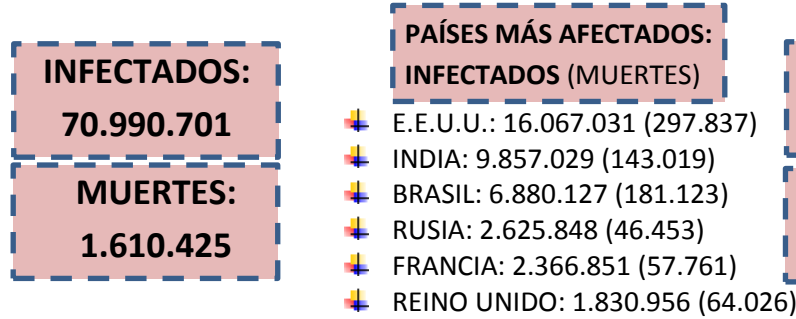 INFECTADOS:
70.990.701
MUERTES:
1.610.425
PAÍSES MÁS AFECTADOS:
INFECTADOS (MUERTES)
E.E.U.U.: 16.067.031 (297.837)
INDIA: 9.857.029 (143.019)
BRASIL: 6.880.127 (181.123)
RUSIA: 2.625.848 (46.453)
FRANCIA: 2.366.851 (57.761)
REINO UNIDO: 1.830.956 (64.026)